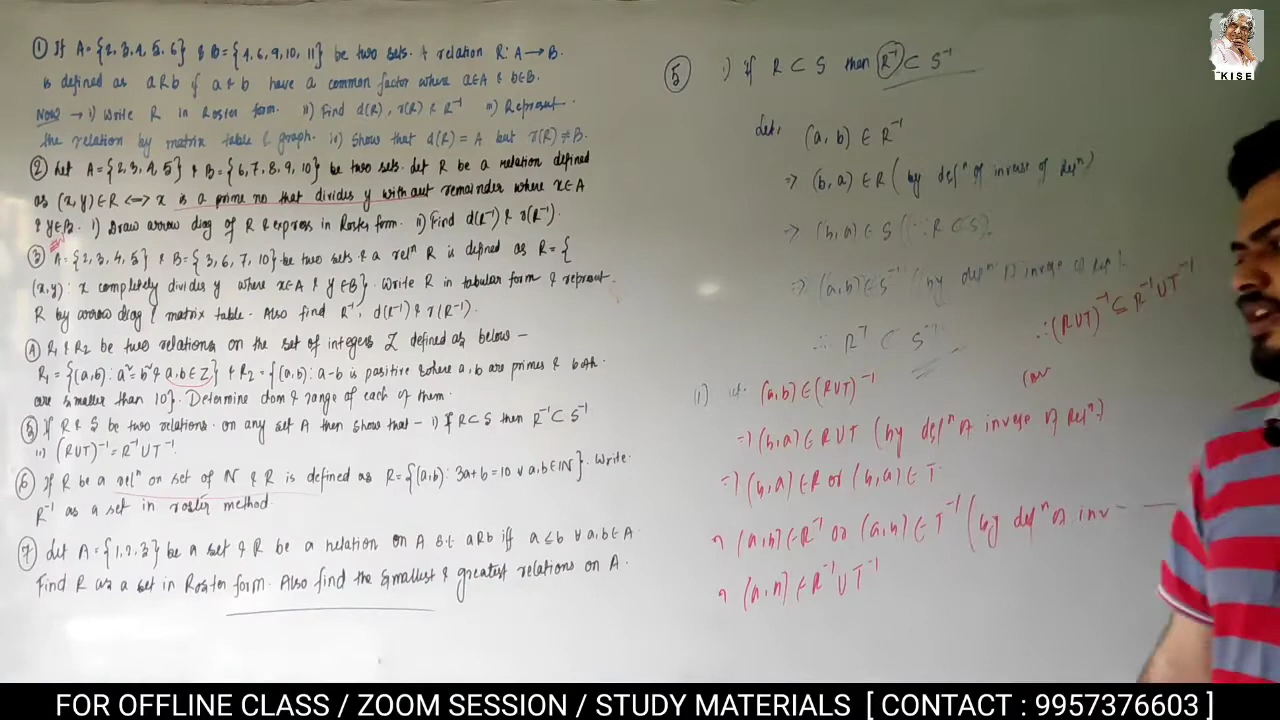 ① If A = {2, 3, 4, 5, 6} & B = {4, 6, 9, 10, 11} be two sets. A relation R: A → B.
is defined as aRb if a & b have a common factor where a∈A & b∈B.
Now → i) Write R in Roster form. ii) Find d(R), r(R) & R⁻¹ iii) Represent
the relation by matrix table & graph. iv) Show that d(R) = A but r(R) ≠ B.
② Let A = {2, 3, 4, 5} & B = {6, 7, 8, 9, 10} be two sets. Let R be a relation defined
as (x, y) ∈ R <=> x is a prime no that divides y without remainder where x∈A
& y∈B. i) Draw arrow diag of R & express in Roster form. ii) Find d(R⁻¹) & r(R⁻¹).
③ A = {2, 3, 4, 5} & B = {3, 6, 7, 10} be two sets & a relⁿ R is defined as R = {
(x, y): x completely divides y where x∈A & y∈B}. Write R in tabular form & represent
R by arrow diag & matrix table. Also find R⁻¹, d(R⁻¹) & r(R⁻¹).
④ R₁ & R₂ be two relations on the set of integers Z defined as below –
R₁ = {(a, b): a² = b² & a, b ∈ Z} & R₂ = {(a, b): a-b is positive where a, b are primes & both
are smaller than 10}. Determine dom & range of each of them.
⑤ If R & S be two relations on any set A then show that – i) If R ⊂ S then R⁻¹ ⊂ S⁻¹
ii) (RUT)⁻¹ = R⁻¹ U T⁻¹.
⑥ If R be a relⁿ on set of N & R is defined as R = {(a, b): 3a+b = 10 ∀ a, b ∈ IN}. Write
R⁻¹ as a set in roster method.
⑦ Let A = {1, 2, 3} be a set & R be a relation on A s.t aRb iff a ≤ b ∀ a, b ∈ A
Find R as a set in Roster form. Also find the smallest & greatest relations on A.
⑤ i) if R ⊂ S then R⁻¹ ⊂ S⁻¹
Let, (a, b) ∈ R⁻¹
=> (b, a) ∈ R (by defⁿ of inverse of Relⁿ)
=> (b, a) ∈ S (∵ R ⊂ S)
=> (a, b) ∈ S⁻¹ (by defⁿ of inverse of Relⁿ)
∴ R⁻¹ ⊂ S⁻¹
∴ (RUT)⁻¹ ⊆ R⁻¹ U T⁻¹
(ii) let. (a, b) ∈ (RUT)⁻¹
=> (b, a) ∈ RUT (by defⁿ of inverse of Relⁿ.)
=> (b, a) ∈ R or (b, a) ∈ T
=> (a, b) ∈ R⁻¹ or (a, b) ∈ T⁻¹ (by defⁿ of inv – —
=> (a, b) ∈ R⁻¹ U T⁻¹
KISE
FOR OFFLINE CLASS / ZOOM SESSION / STUDY MATERIALS [ CONTACT : 9957376603 ]